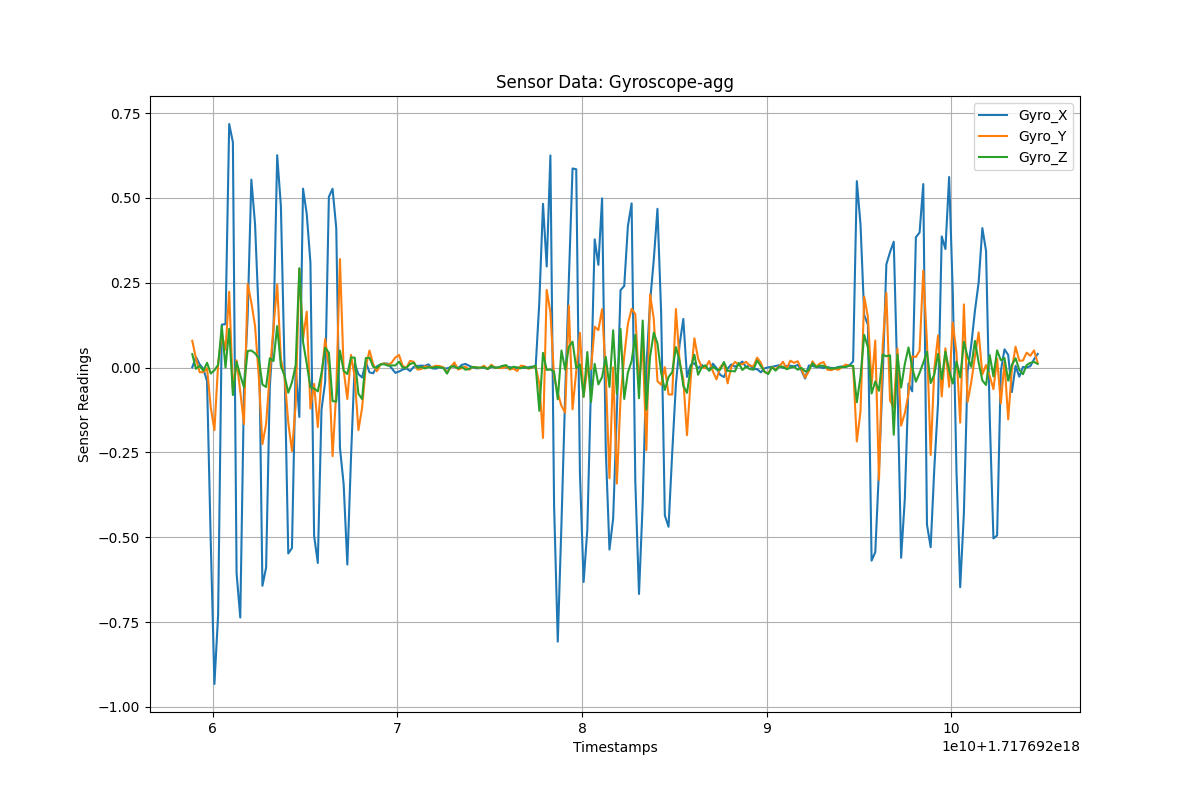 Sensor Data: Gyroscope-agg
Gyro_X
Gyro_Y
Gyro_Z
Sensor Readings
0.75
0.50
0.25
0.00
−0.25
−0.50
−0.75
−1.00
6 7 8 9 10
Timestamps
1e10+1.717692e18